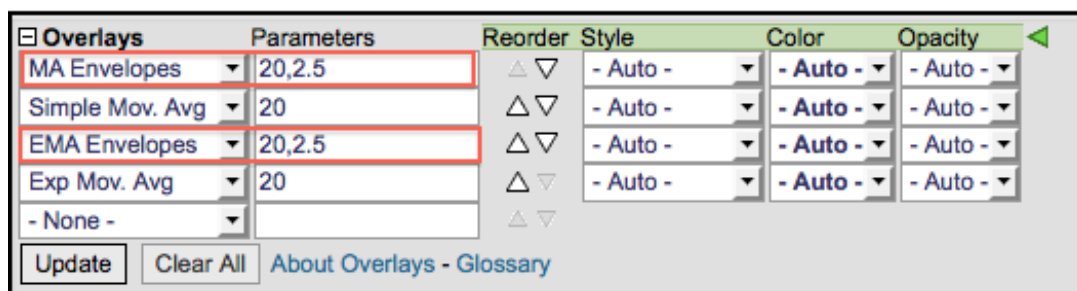 Overlays Parameters Reorder Style Color Opacity
MA Envelopes 20,2.5 - Auto - - Auto - - Auto -
Simple Mov. Avg 20 - Auto - - Auto - - Auto -
EMA Envelopes 20,2.5 - Auto - - Auto - - Auto -
Exp Mov. Avg 20 - Auto - - Auto - - Auto -
- None -
Update Clear All About Overlays - Glossary